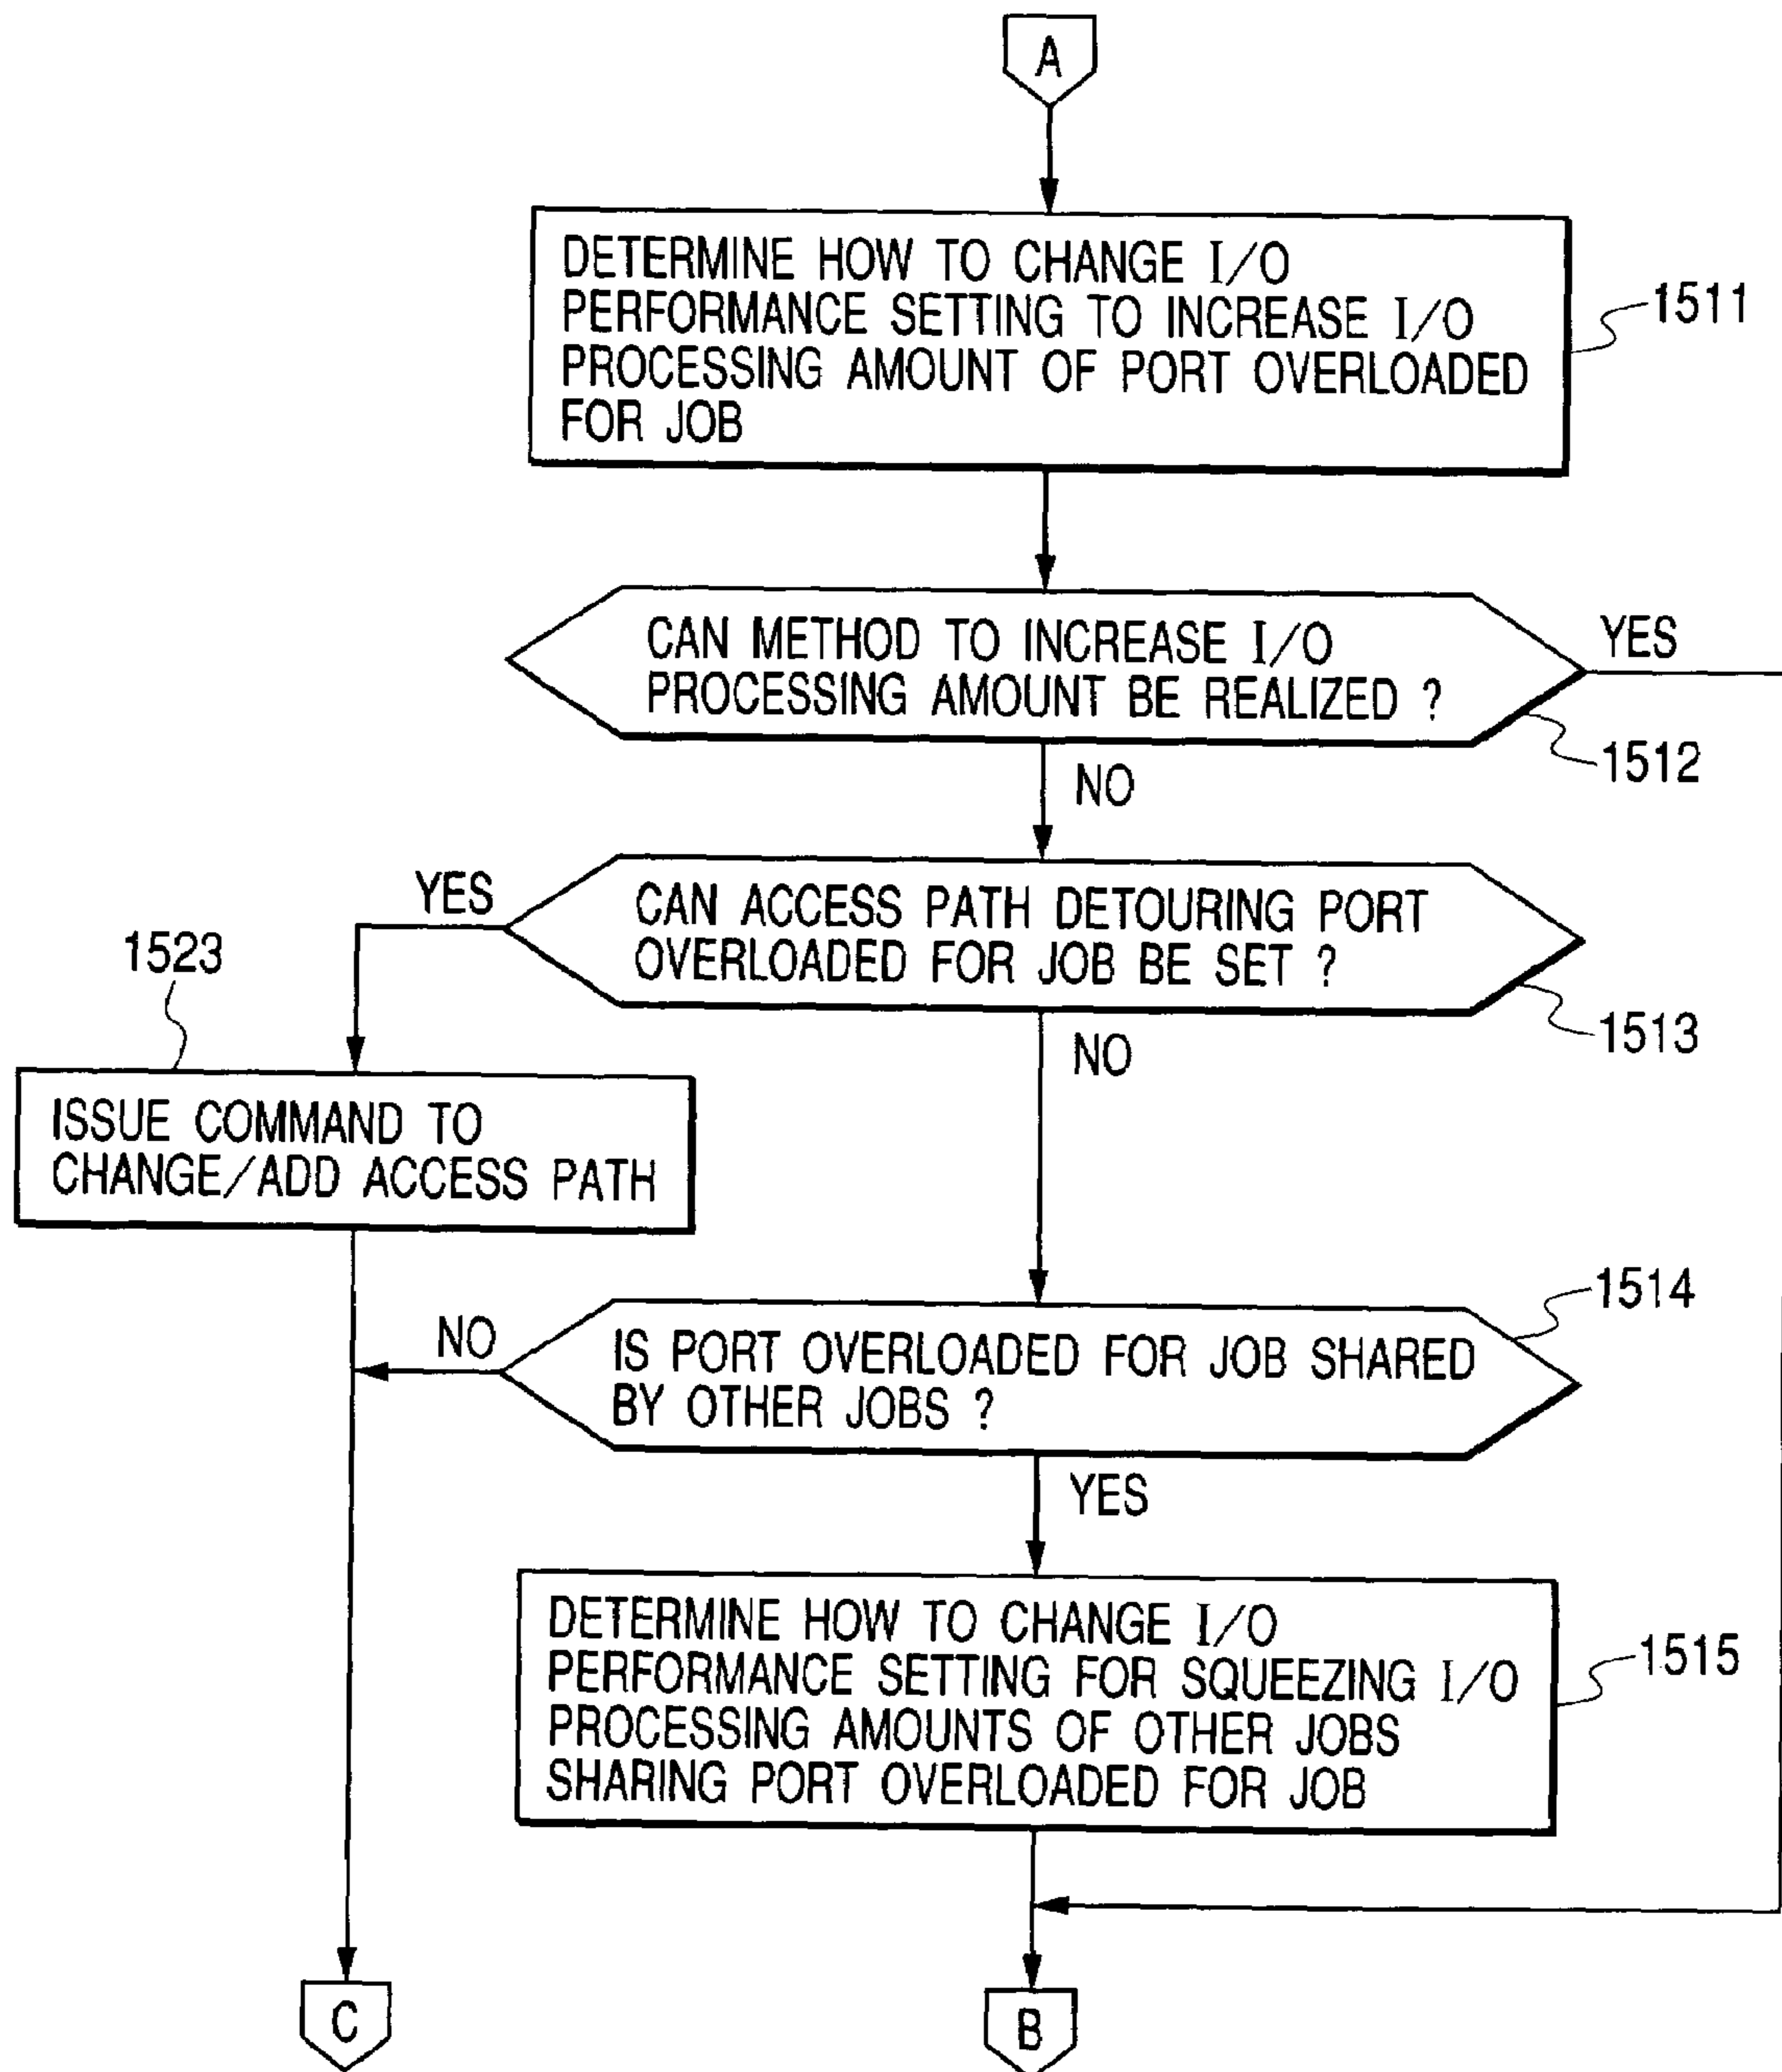 A
DETERMINE HOW TO CHANGE I/O
PERFORMANCE SETTING TO INCREASE I/O
PROCESSING AMOUNT OF PORT OVERLOADED
FOR JOB
1511
CAN METHOD TO INCREASE I/O
PROCESSING AMOUNT BE REALIZED ?
YES
1512
NO
YES
CAN ACCESS PATH DETOURING PORT
OVERLOADED FOR JOB BE SET ?
1523
1513
NO
ISSUE COMMAND TO
CHANGE/ADD ACCESS PATH
1514
NO
IS PORT OVERLOADED FOR JOB SHARED
BY OTHER JOBS ?
YES
DETERMINE HOW TO CHANGE I/O
PERFORMANCE SETTING FOR SQUEEZING I/O
PROCESSING AMOUNTS OF OTHER JOBS
SHARING PORT OVERLOADED FOR JOB
1515
C
B